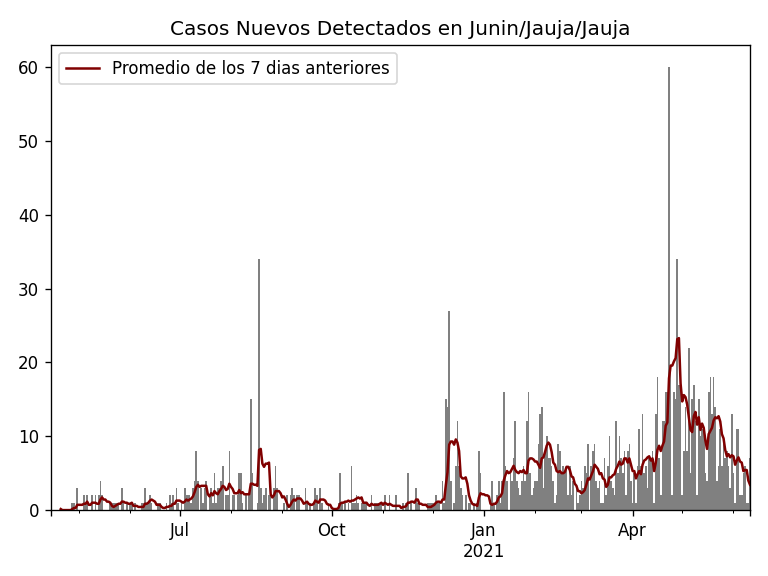 Casos Nuevos Detectados en Junin/Jauja/Jauja
Promedio de los 7 dias anteriores
60
50
40
30
20
10
0
Jul
Oct
Jan
2021
Apr